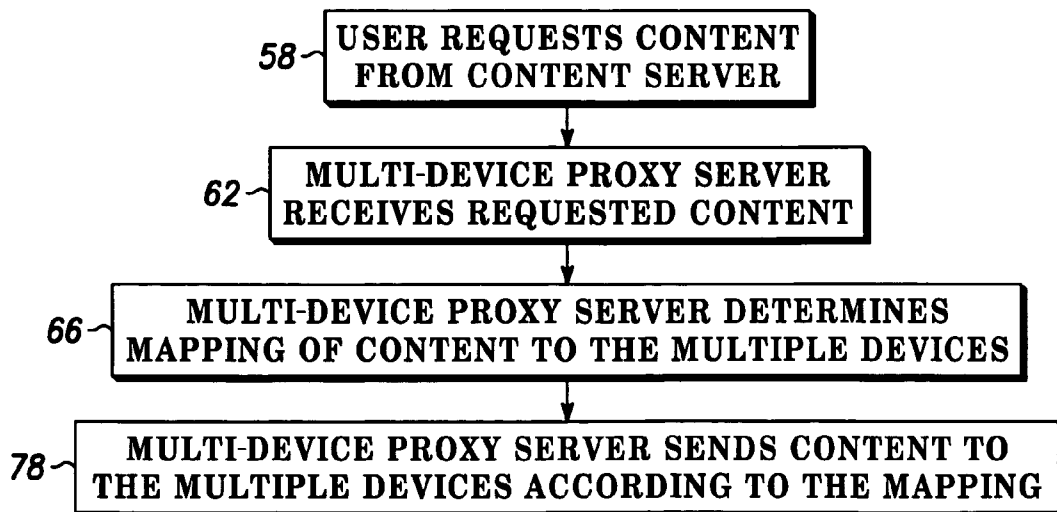 58
USER REQUESTS CONTENT
FROM CONTENT SERVER
62
MULTI-DEVICE PROXY SERVER
RECEIVES REQUESTED CONTENT
66
MULTI-DEVICE PROXY SERVER DETERMINES
MAPPING OF CONTENT TO THE MULTIPLE DEVICES
78
MULTI-DEVICE PROXY SERVER SENDS CONTENT TO
THE MULTIPLE DEVICES ACCORDING TO THE MAPPING